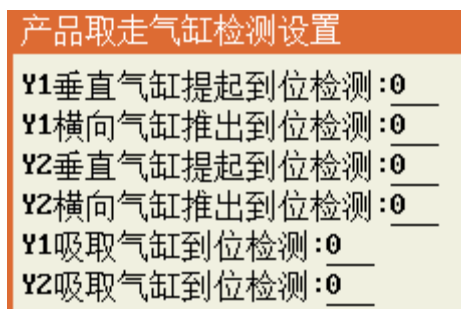 产品取走气缸检测设置
Y1垂直气缸提起到位检测:0
Y1横向气缸推出到位检测:0
Y2垂直气缸提起到位检测:0
Y2横向气缸推出到位检测:0
Y1吸取气缸到位检测:0
Y2吸取气缸到位检测:0